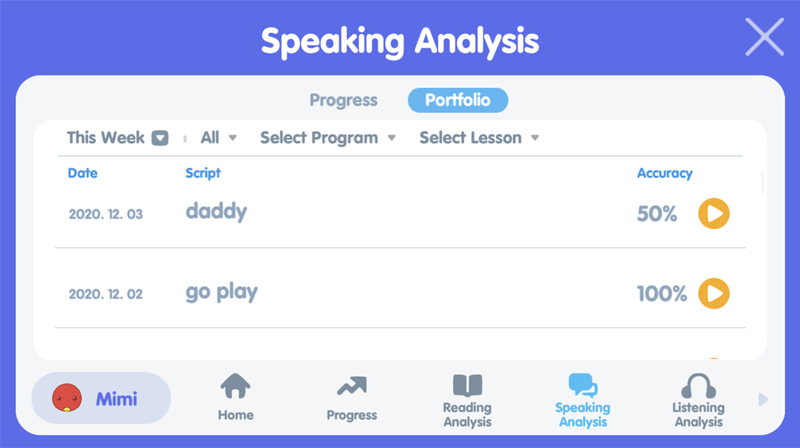 Speaking Analysis
Progress Portfolio
This Week All Select Program Select Lesson
Date Script Accuracy
2020. 12. 03 daddy 50%
2020. 12. 02 go play 100%
Mimi Home Progress Reading Analysis Speaking Analysis Listening Analysis